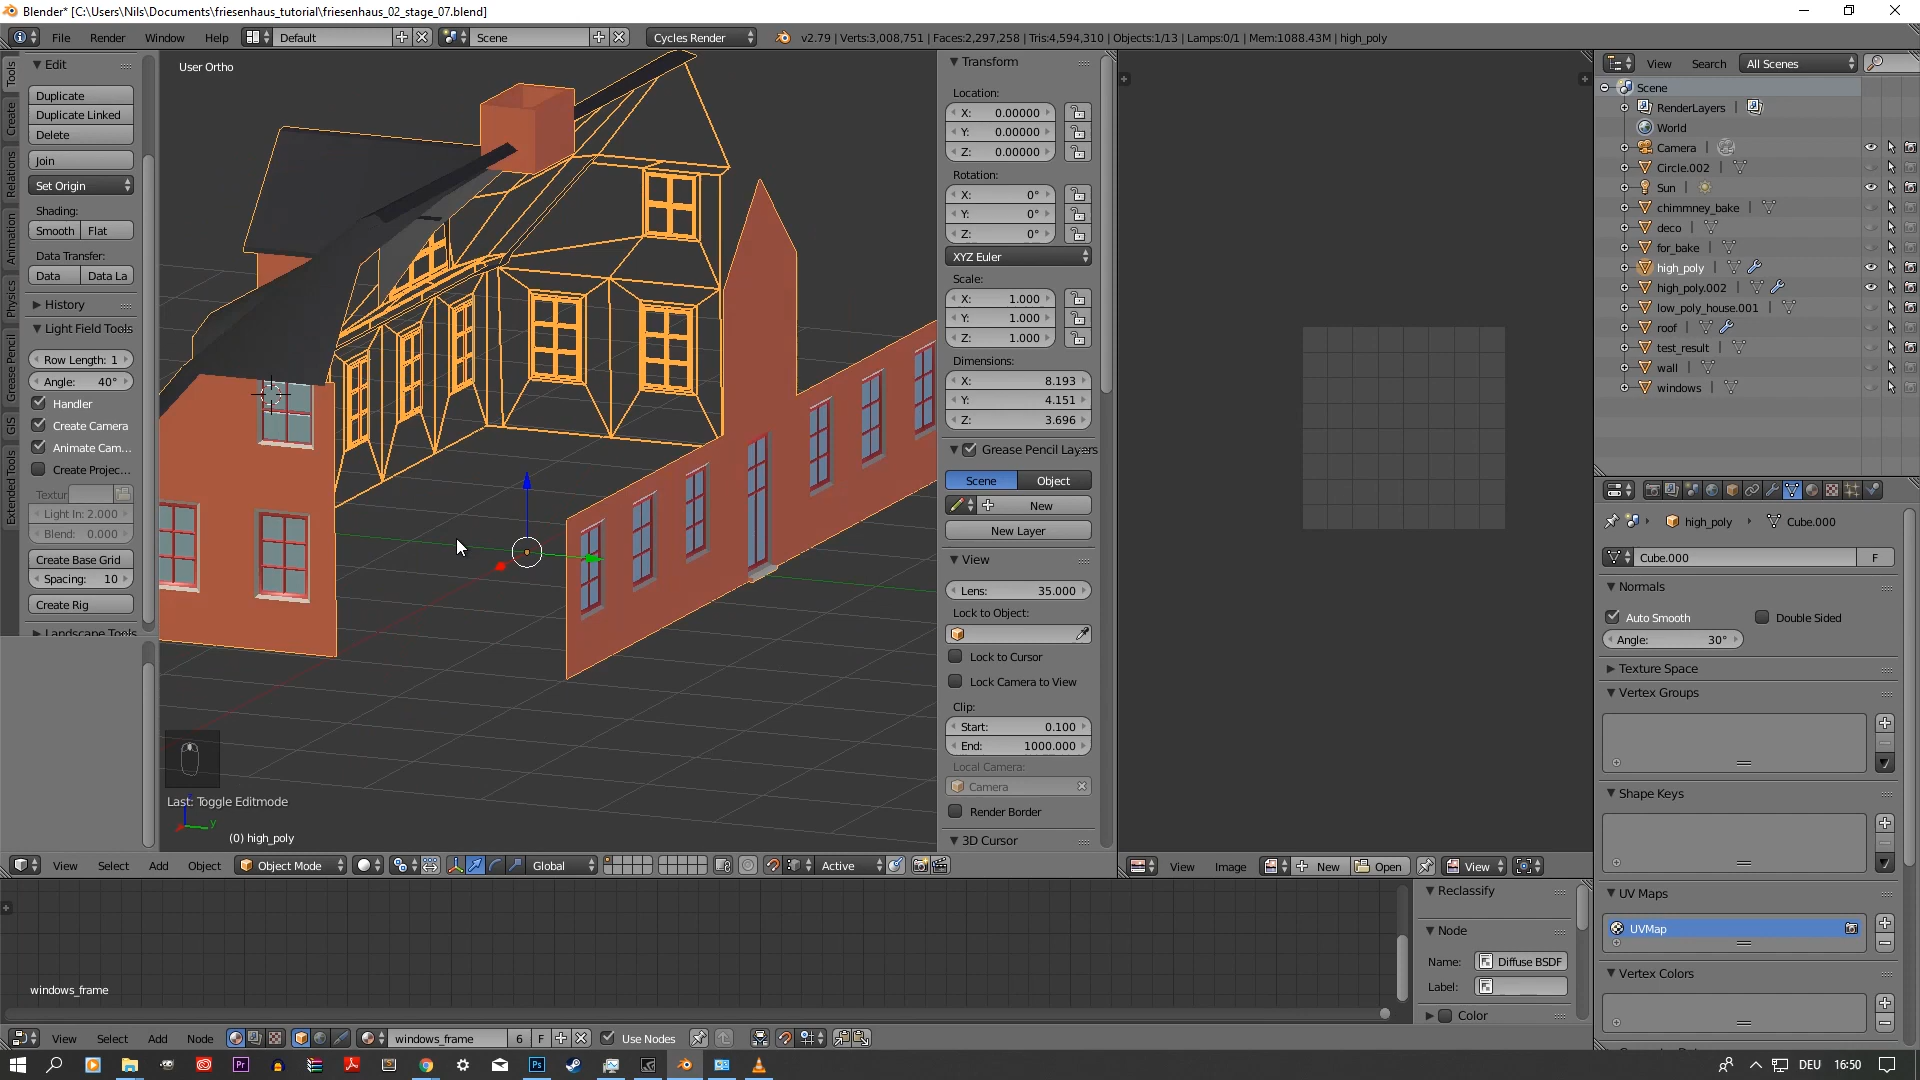 Blender* [C:\Users\Nils\Documents\friesenhaus_tutorial\friesenhaus_02_stage_07.blend]
File Render Window Help Default Scene Cycles Render v2.79 | Verts:3,008,751 | Faces:2,297,258 | Tris:4,594,310 | Objects:1/13 | Lamps:0/1 | Mem:1088.43M | high_poly
Tools
Create
Relations
Animation
Physics
Grease Pencil
GIS
Extended Tools
Edit
Duplicate
Duplicate Linked
Delete
Join
Set Origin
Shading:
Smooth Flat
Data Transfer:
Data Data La
History
Light Field Tools
Row Length: 1
Angle: 40°
Handler
Create Camera
Animate Cam...
Create Projec...
Textur
Light In: 2.000
Blend: 0.000
Create Base Grid
Spacing: 10
Create Rig
Landscape Tools
User Ortho
Last: Toggle Editmode
y
(0) high_poly
Transform
Location:
X: 0.00000
Y: 0.00000
Z: 0.00000
Rotation:
X: 0°
Y: 0°
Z: 0°
XYZ Euler
Scale:
X: 1.000
Y: 1.000
Z: 1.000
Dimensions:
X: 8.193
Y: 4.151
Z: 3.696
Grease Pencil Layers
Scene Object
New
New Layer
View
Lens: 35.000
Lock to Object:
Lock to Cursor
Lock Camera to View
Clip:
Start: 0.100
End: 1000.000
Local Camera:
Camera
Render Border
3D Cursor
View Select Add Object Object Mode Global Active
View Image New Open View
View Search All Scenes
Scene
RenderLayers |
World
Camera |
Circle.002 |
Sun |
chimmney_bake |
deco |
for_bake |
high_poly |
high_poly.002 |
low_poly_house.001 |
roof |
test_result |
wall |
windows |
high_poly Cube.000
Cube.000 F
Normals
Auto Smooth Double Sided
Angle: 30°
Texture Space
Vertex Groups
Shape Keys
UV Maps
UVMap
Vertex Colors
windows_frame
Reclassify
Node
Name: Diffuse BSDF
Label:
Color
View Select Add Node windows_frame 6 F Use Nodes
DEU 16:50